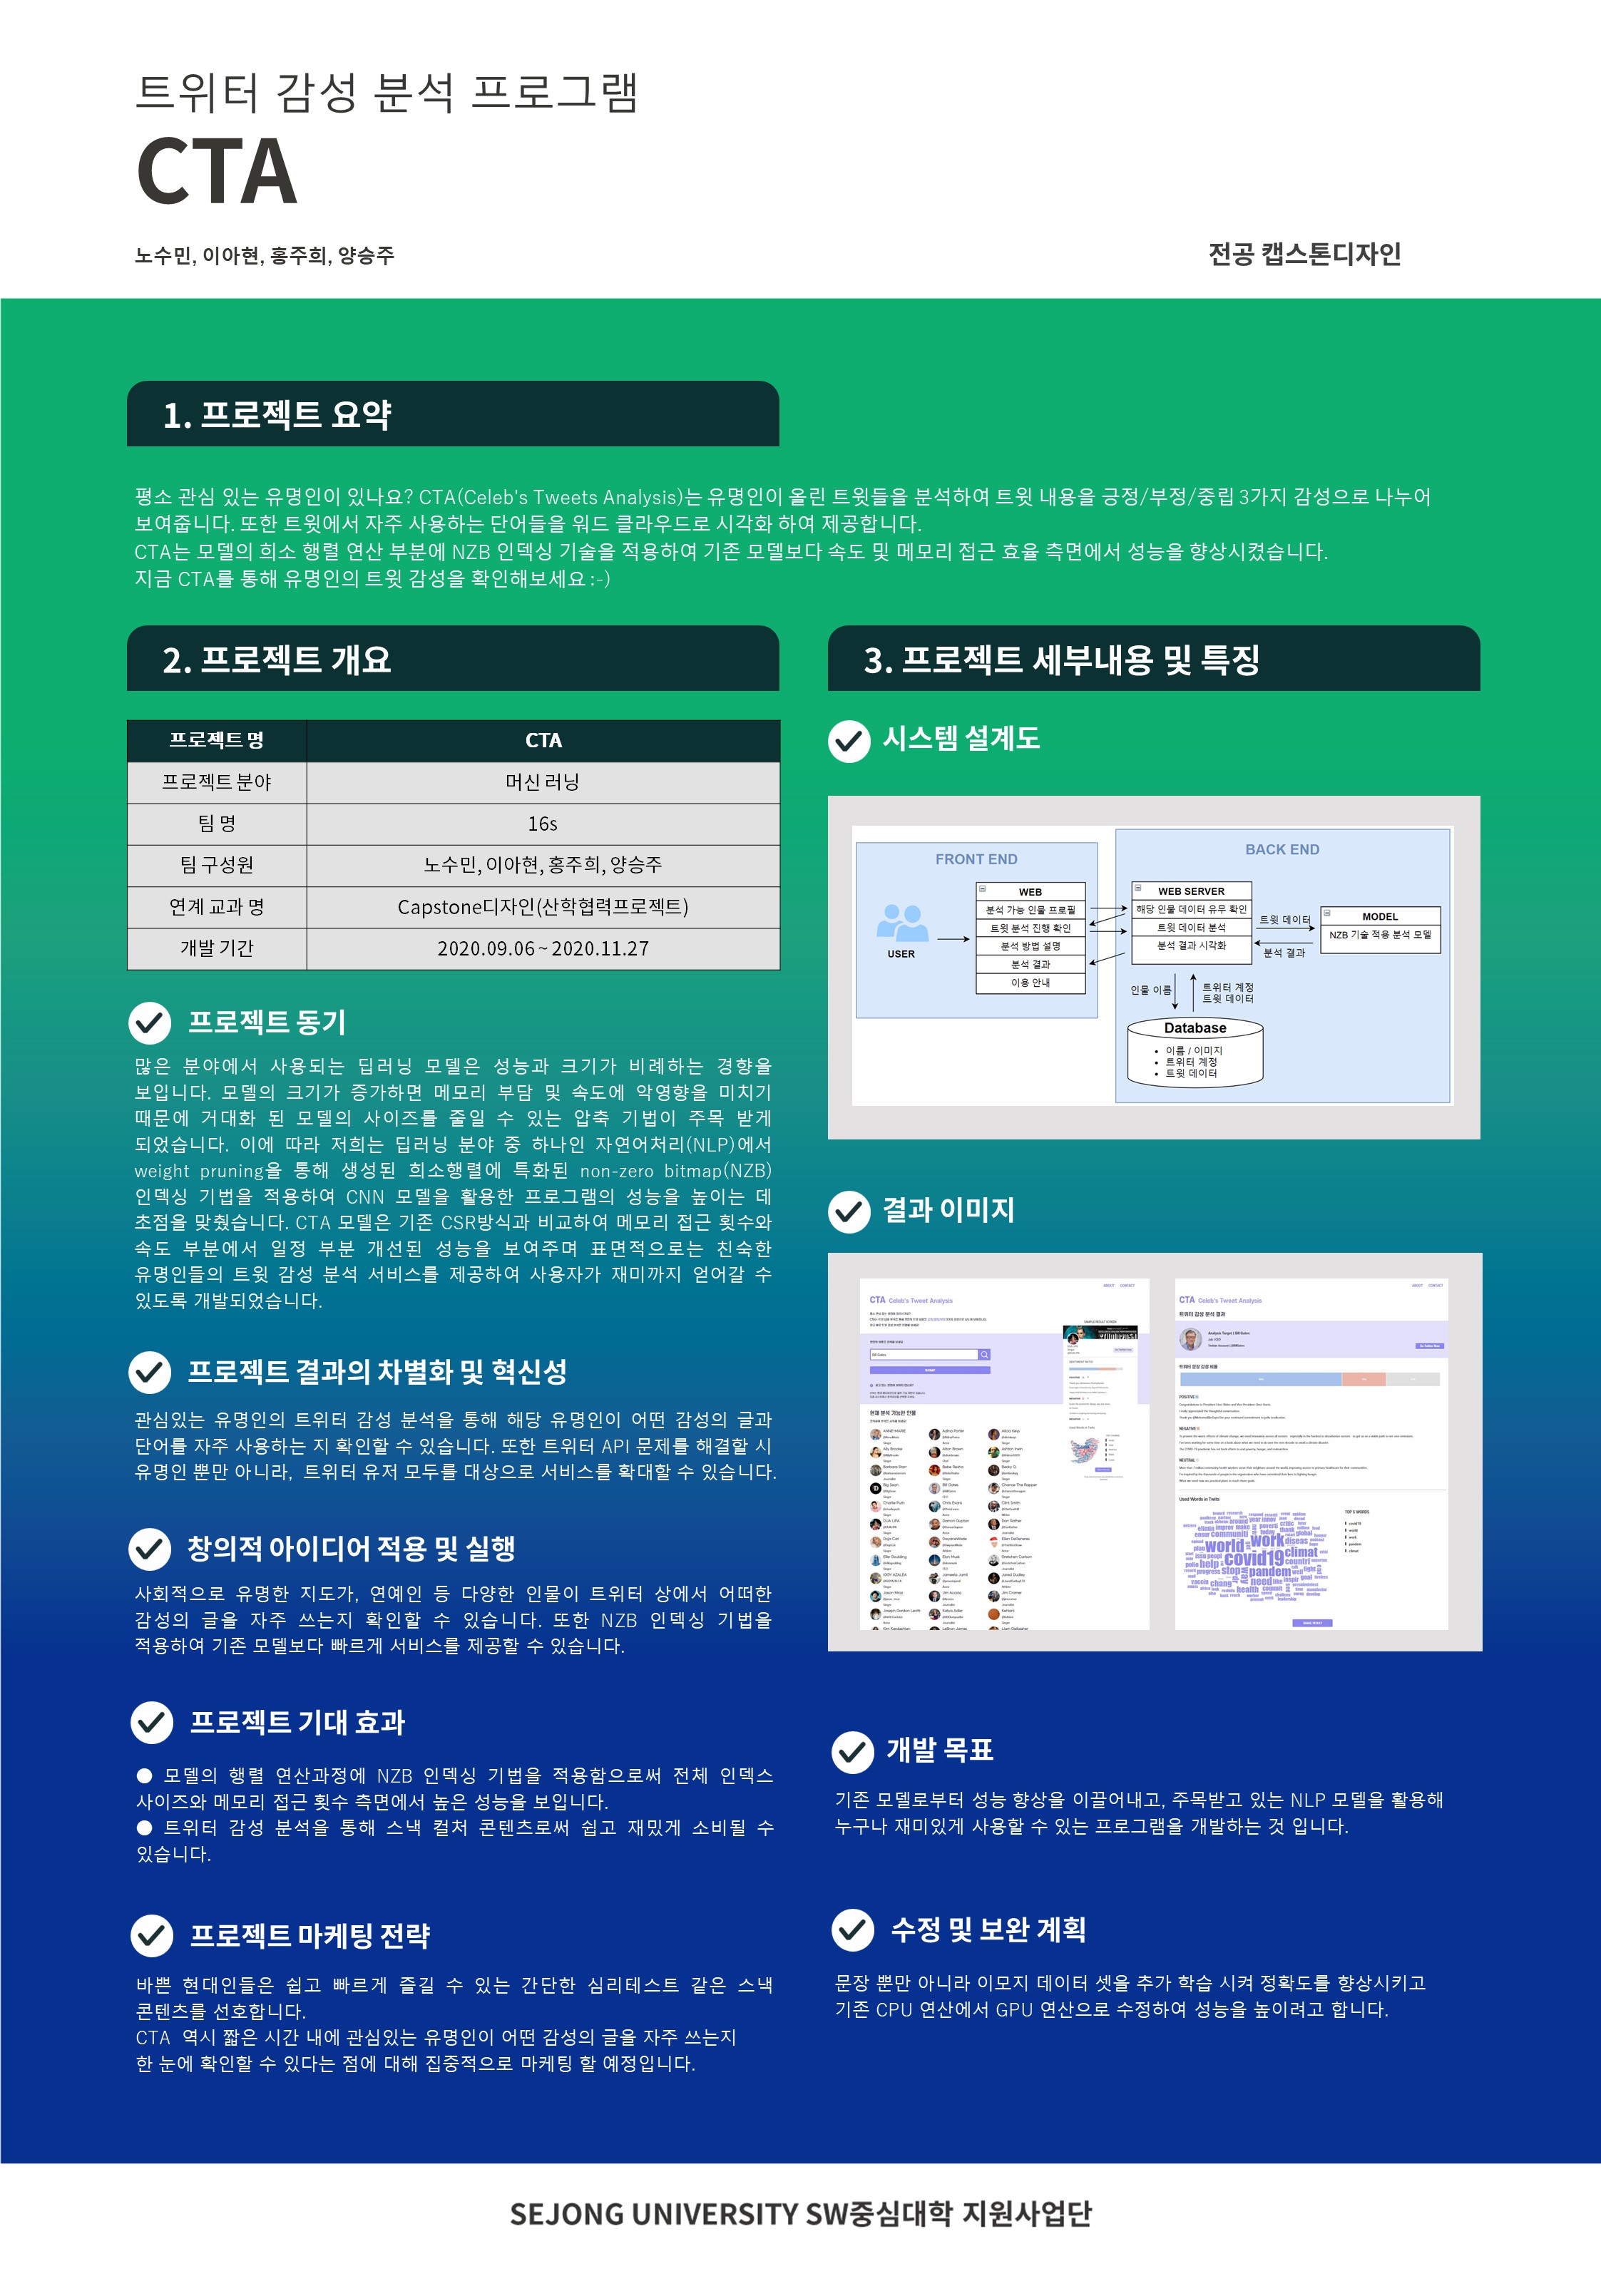 트위터 감성 분석 프로그램
CTA
노수민, 이아현, 홍주희, 양승주
전공 캡스톤디자인
1. 프로젝트 요약
평소 관심 있는 유명인이 있나요? CTA(Celeb's Tweets Analysis)는 유명인이 올린 트윗들을 분석하여 트윗 내용을 긍정/부정/중립 3가지 감성으로 나누어
보여줍니다. 또한 트윗에서 자주 사용하는 단어들을 워드 클라우드로 시각화 하여 제공합니다.
CTA는 모델의 희소 행렬 연산 부분에 NZB 인덱싱 기술을 적용하여 기존 모델보다 속도 및 메모리 접근 효율 측면에서 성능을 향상시켰습니다.
지금 CTA를 통해 유명인의 트윗 감성을 확인해보세요 :-)
2. 프로젝트 개요
프로젝트 명 CTA
프로젝트 분야 머신 러닝
팀 명 16s
팀 구성원 노수민, 이아현, 홍주희, 양승주
연계 교과 명 Capstone디자인(산학협력프로젝트)
개발 기간 2020.09.06 ~ 2020.11.27
프로젝트 동기
많은 분야에서 사용되는 딥러닝 모델은 성능과 크기가 비례하는 경향을
보입니다. 모델의 크기가 증가하면 메모리 부담 및 속도에 악영향을 미치기
때문에 거대화 된 모델의 사이즈를 줄일 수 있는 압축 기법이 주목 받게
되었습니다. 이에 따라 저희는 딥러닝 분야 중 하나인 자연어처리(NLP)에서
weight pruning을 통해 생성된 희소행렬에 특화된 non-zero bitmap(NZB)
인덱싱 기법을 적용하여 CNN 모델을 활용한 프로그램의 성능을 높이는 데
초점을 맞췄습니다. CTA 모델은 기존 CSR방식과 비교하여 메모리 접근 횟수와
속도 부분에서 일정 부분 개선된 성능을 보여주며 표면적으로는 친숙한
유명인들의 트윗 감성 분석 서비스를 제공하여 사용자가 재미까지 얻어갈 수
있도록 개발되었습니다.
프로젝트 결과의 차별화 및 혁신성
관심있는 유명인의 트위터 감성 분석을 통해 해당 유명인이 어떤 감성의 글과
단어를 자주 사용하는 지 확인할 수 있습니다. 또한 트위터 API 문제를 해결할 시
유명인 뿐만 아니라, 트위터 유저 모두를 대상으로 서비스를 확대할 수 있습니다.
창의적 아이디어 적용 및 실행
사회적으로 유명한 지도가, 연예인 등 다양한 인물이 트위터 상에서 어떠한
감성의 글을 자주 쓰는지 확인할 수 있습니다. 또한 NZB 인덱싱 기법을
적용하여 기존 모델보다 빠르게 서비스를 제공할 수 있습니다.
프로젝트 기대 효과
● 모델의 행렬 연산과정에 NZB 인덱싱 기법을 적용함으로써 전체 인덱스
사이즈와 메모리 접근 횟수 측면에서 높은 성능을 보입니다.
● 트위터 감성 분석을 통해 스낵 컬처 콘텐츠로써 쉽고 재밌게 소비될 수
있습니다.
프로젝트 마케팅 전략
바쁜 현대인들은 쉽고 빠르게 즐길 수 있는 간단한 심리테스트 같은 스낵
콘텐츠를 선호합니다.
CTA 역시 짧은 시간 내에 관심있는 유명인이 어떤 감성의 글을 자주 쓰는지
한 눈에 확인할 수 있다는 점에 대해 집중적으로 마케팅 할 예정입니다.
3. 프로젝트 세부내용 및 특징
시스템 설계도
FRONT END
USER
WEB
분석 가능 인물 프로필
트윗 분석 진행 확인
분석 방법 설명
분석 결과
이용 안내
BACK END
WEB SERVER
해당 인물 데이터 유무 확인
트윗 데이터 분석
분석 결과 시각화
트윗 데이터
분석 결과
MODEL
NZB 기술 적용 분석 모델
인물 이름
트위터 계정
트윗 데이터
Database
• 이름 / 이미지
• 트위터 계정
• 트윗 데이터
결과 이미지
ABOUT CONTACT
CTA Celeb's Tweet Analysis
Bill Gates
현재 분석 가능한 인물
ABOUT CONTACT
CTA Celeb's Tweet Analysis
트위터 감성 분석 결과
Analysis Target | Bill Gates
트위터 문장 감성 비율
POSITIVE
NEGATIVE
NEUTRAL
Used Words in Twits
TOP 5 WORDS
covid19
world
work
pandem
climat
개발 목표
기존 모델로부터 성능 향상을 이끌어내고, 주목받고 있는 NLP 모델을 활용해
누구나 재미있게 사용할 수 있는 프로그램을 개발하는 것 입니다.
수정 및 보완 계획
문장 뿐만 아니라 이모지 데이터 셋을 추가 학습 시켜 정확도를 향상시키고
기존 CPU 연산에서 GPU 연산으로 수정하여 성능을 높이려고 합니다.
SEJONG UNIVERSITY SW중심대학 지원사업단